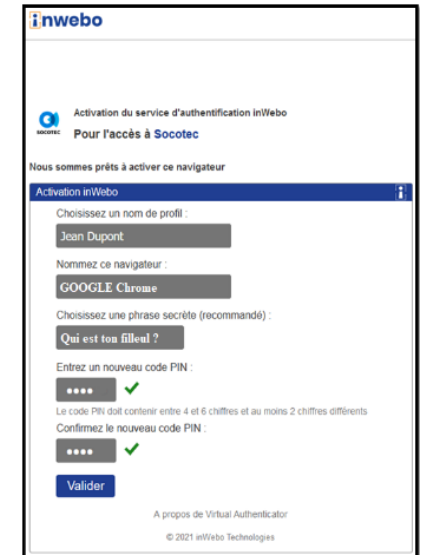 inwebo
Activation du service d'authentification inWebo
SOCOTEC
Pour l'accès à Socotec
Nous sommes prêts à activer ce navigateur
Activation inWebo
Choisissez un nom de profil :
Jean Dupont
Nommez ce navigateur :
GOOGLE Chrome
Choisissez une phrase secrète (recommandé) :
Qui est ton filleul ?
Entrez un nouveau code PIN :
••••
Le code PIN doit contenir entre 4 et 6 chiffres et au moins 2 chiffres différents
Confirmez le nouveau code PIN :
••••
Valider
A propos de Virtual Authenticator
© 2021 inWebo Technologies